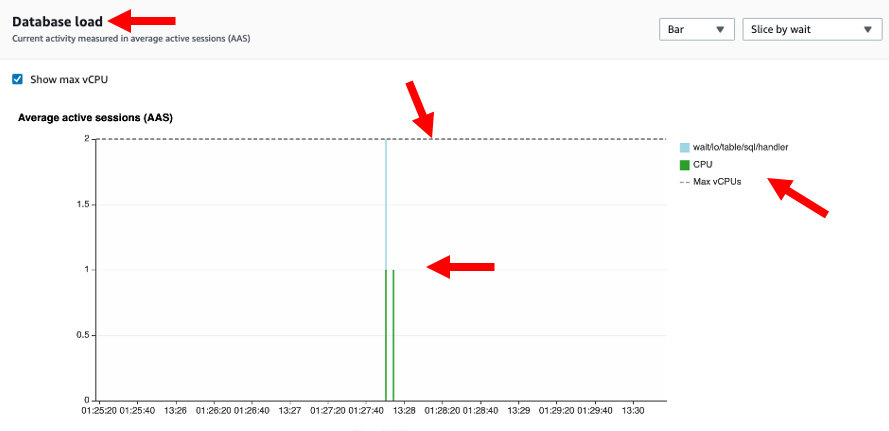 Database load
Current activity measured in average active sessions (AAS)
Bar
Slice by wait
Show max vCPU
Average active sessions (AAS)
2
1.5
1
0.5
0
wait/io/table/sql/handler
CPU
Max vCPUs
01:25:20 01:25:40 13:26 01:26:20 01:26:40 13:27 01:27:20 01:27:40 13:28 01:28:20 01:28:40 13:29 01:29:20 01:29:40 13:30